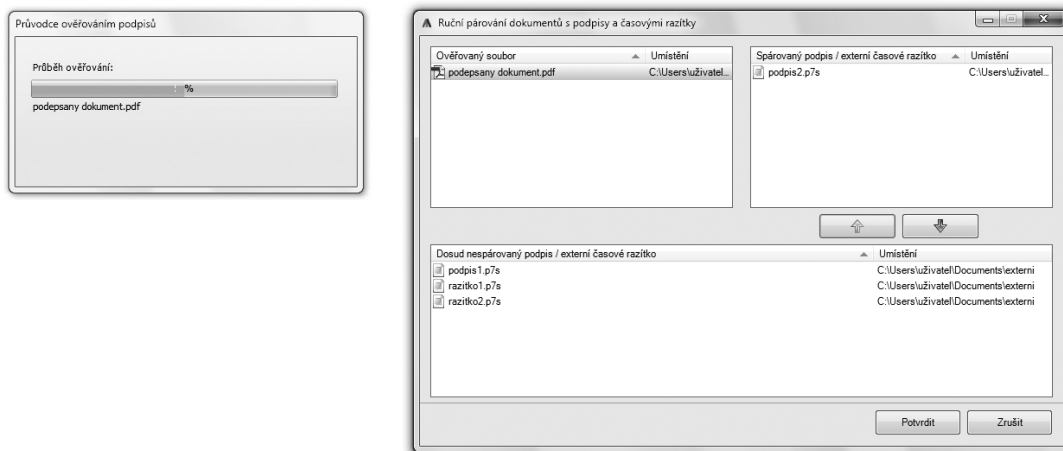 Průvodce ověřováním podpisů
Průběh ověřování:
%
podepsany dokument.pdf
Ruční párování dokumentů s podpisy a časovými razítky
Ověřovaný soubor Umístění
podepsany dokument.pdf C:\Users\uživatel...
Spárovaný podpis / externí časové razítko Umístění
podpis2.p7s C:\Users\uživatel...
Dosud nespárovaný podpis / externí časové razítko Umístění
podpis1.p7s C:\Users\uživatel\Documents\externi
razitko1.p7s C:\Users\uživatel\Documents\externi
razitko2.p7s C:\Users\uživatel\Documents\externi
Potvrdit Zrušit